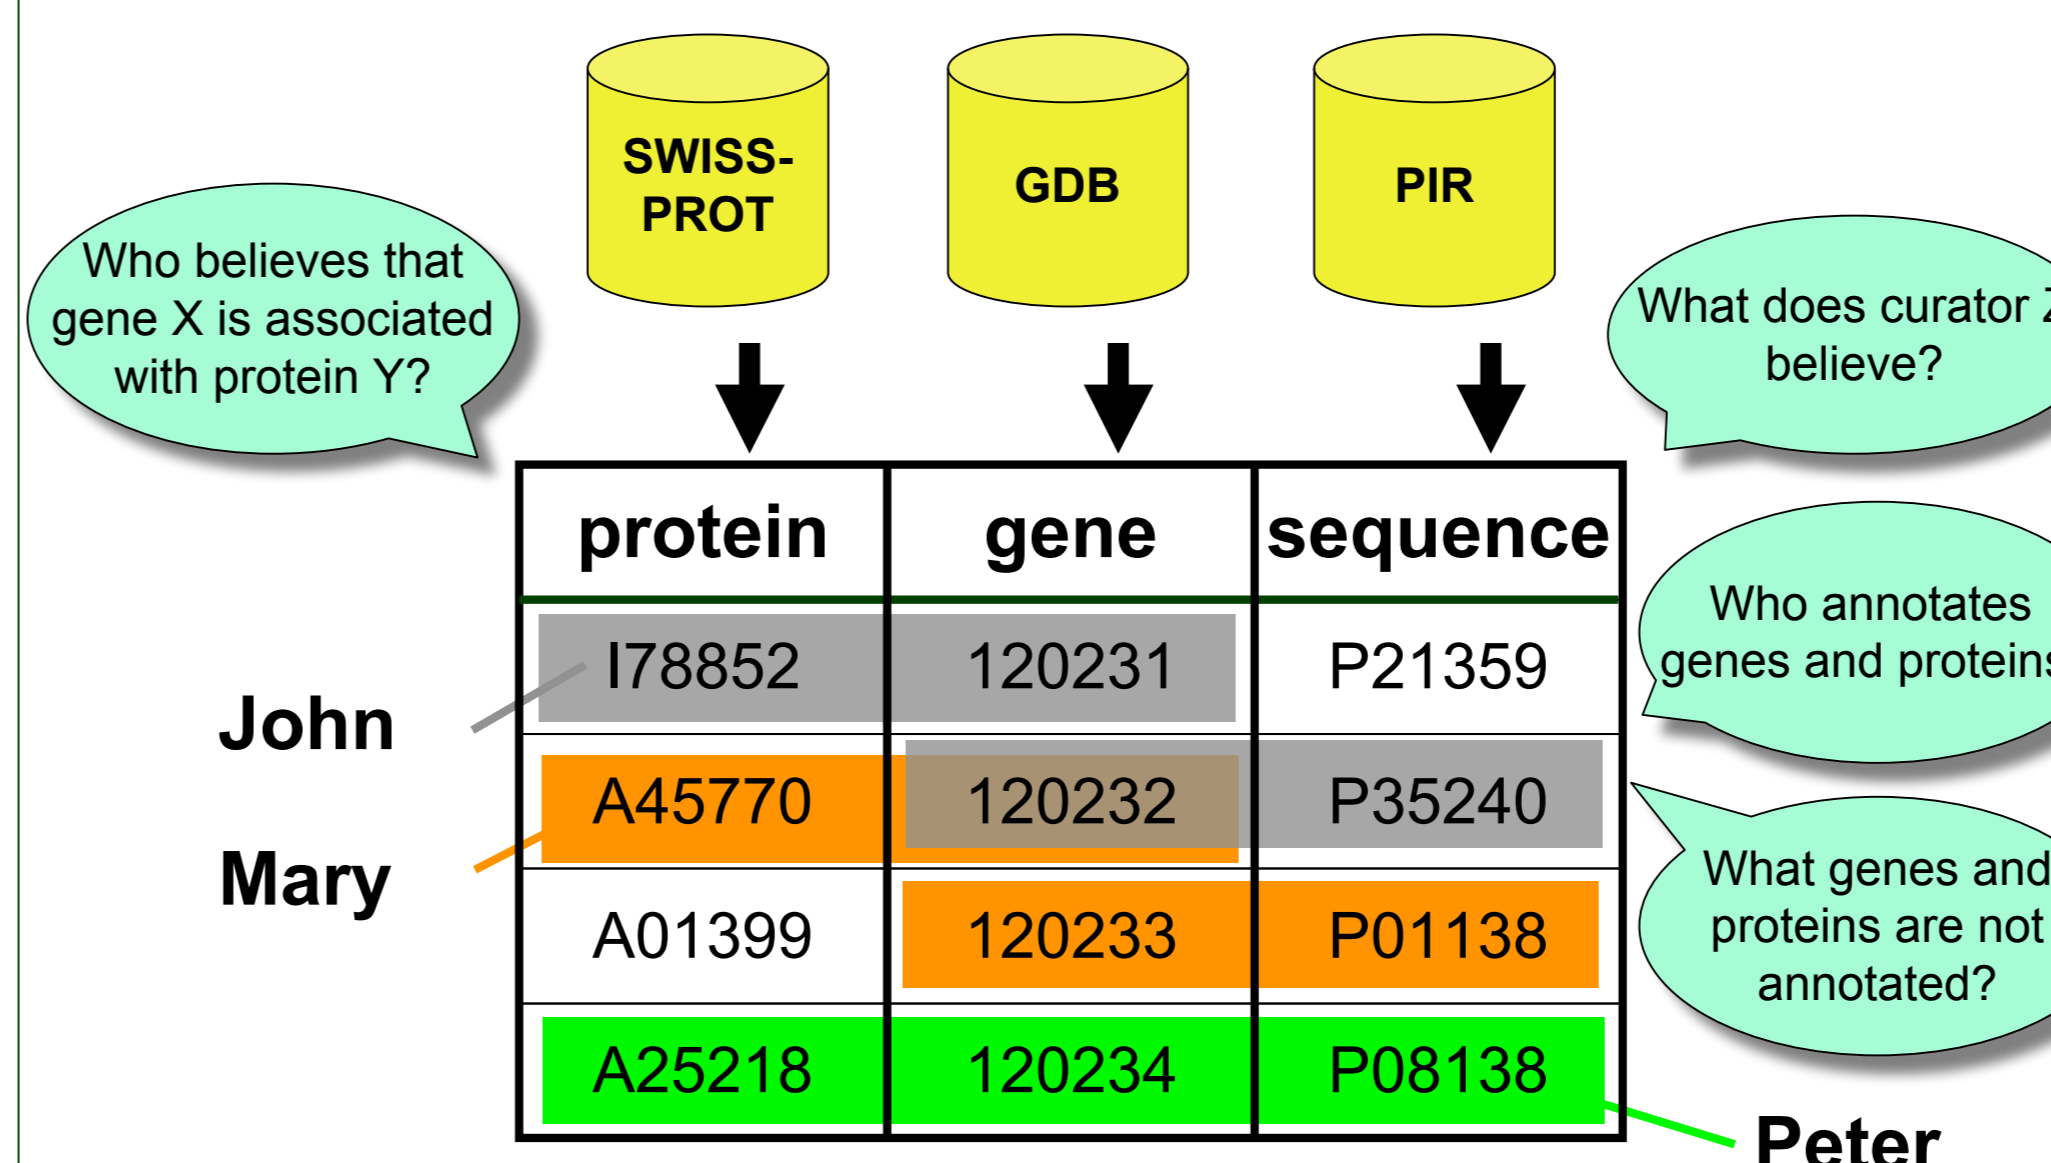 SWISS-
PROT
GDB
PIR
Who believes that
gene X is associated
with protein Y?
What does curator Z
believe?
protein gene sequence
I78852 120231 P21359
Who annotates
genes and proteins
John
A45770 120232 P35240
Mary
A01399 120233 P01138
What genes and
proteins are not
annotated?
A25218 120234 P08138
Peter